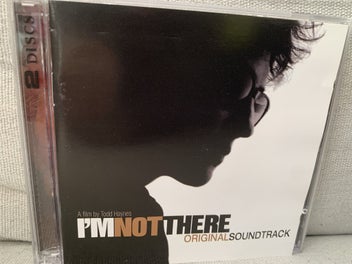 2 DISCS
A film by Todd Haynes
I'M NOT THERE
ORIGINAL SOUNDTRACK